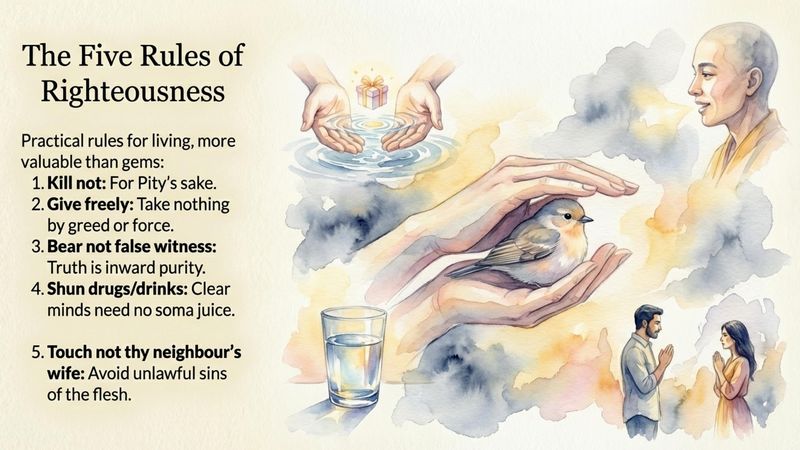 The Five Rules of
Righteousness
Practical rules for living, more
valuable than gems:
1. Kill not: For Pity's sake.
2. Give freely: Take nothing
by greed or force.
3. Bear not false witness:
Truth is inward purity.
4. Shun drugs/drinks: Clear
minds need no soma juice.
5. Touch not thy neighbour's
wife: Avoid unlawful sins
of the flesh.